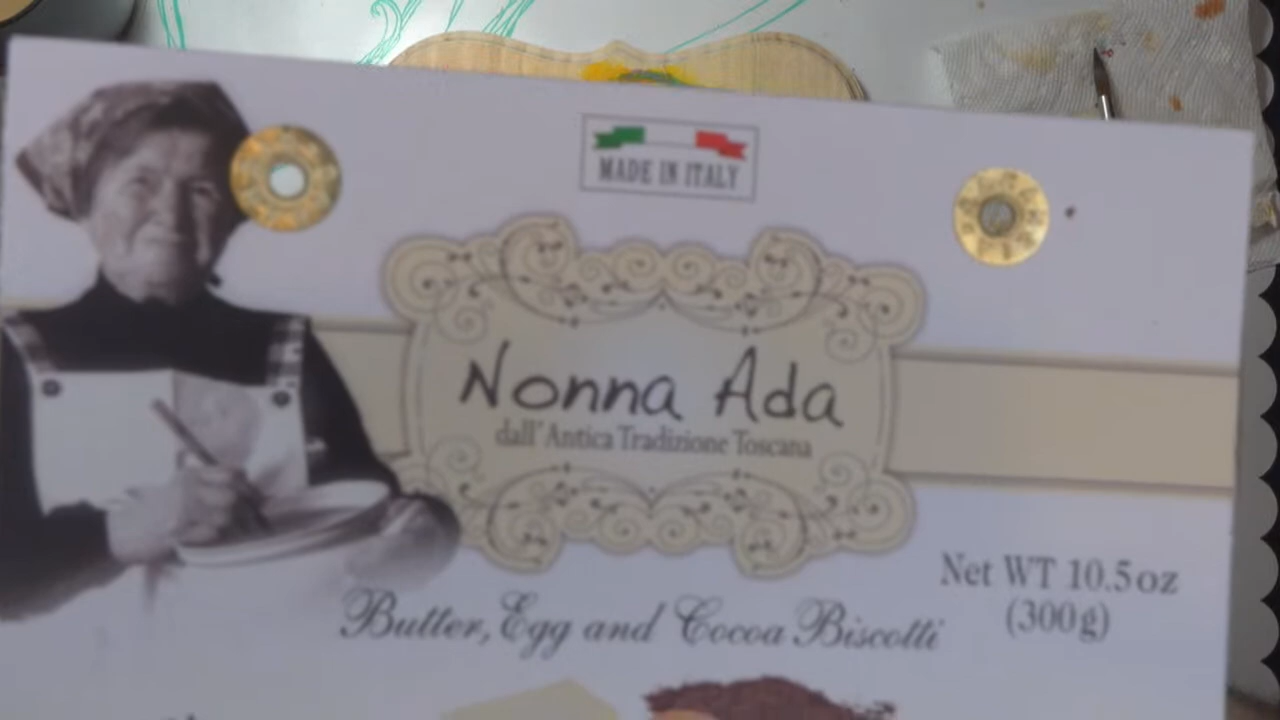 MADE IN ITALY
Nonna Ada
dall'Antica Tradizione Toscana
Net WT 10.5oz
(300g)
Butter, Egg and Cocoa Biscotti